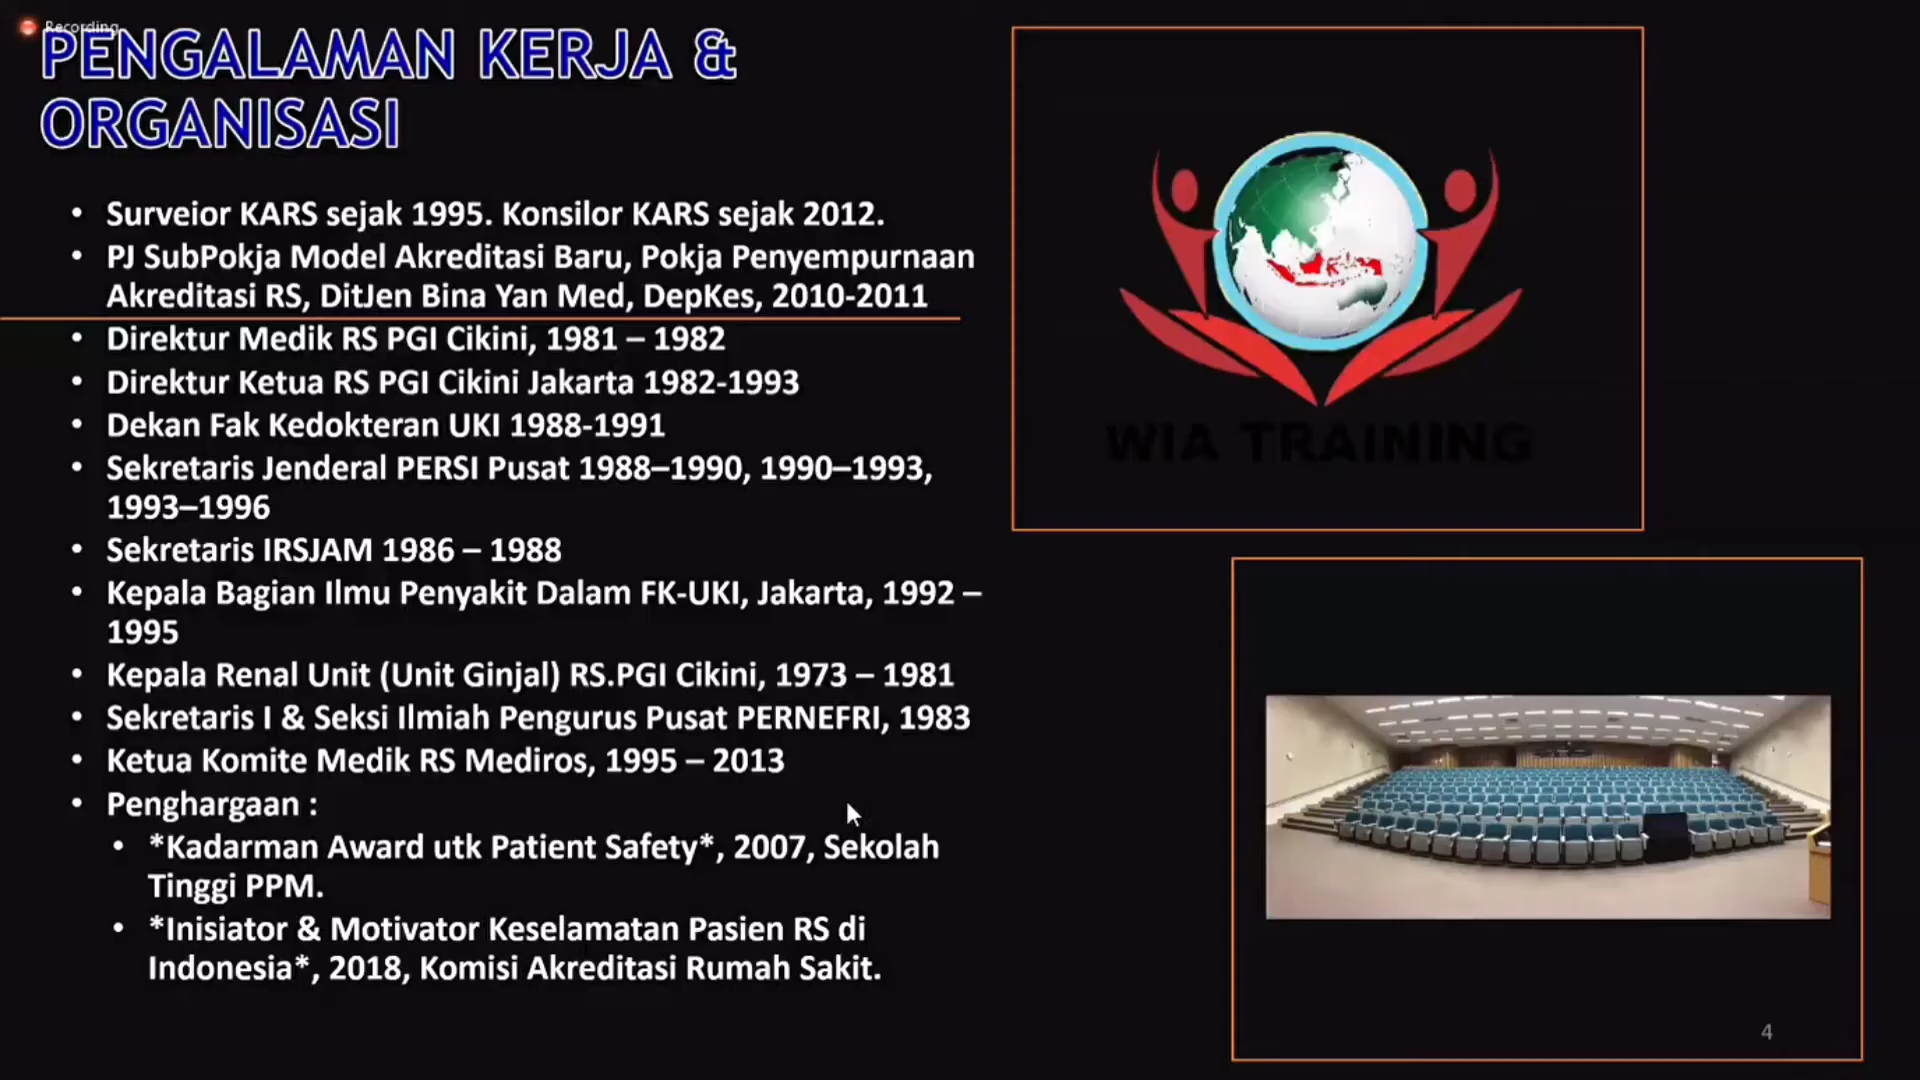 Recording
PENGALAMAN KERJA &
ORGANISASI
• Surveior KARS sejak 1995. Konsilor KARS sejak 2012.
• PJ SubPokja Model Akreditasi Baru, Pokja Penyempurnaan
Akreditasi RS, DitJen Bina Yan Med, DepKes, 2010-2011
• Direktur Medik RS PGI Cikini, 1981 – 1982
• Direktur Ketua RS PGI Cikini Jakarta 1982-1993
• Dekan Fak Kedokteran UKI 1988-1991
• Sekretaris Jenderal PERSI Pusat 1988–1990, 1990–1993,
1993–1996
• Sekretaris IRSJAM 1986 – 1988
• Kepala Bagian Ilmu Penyakit Dalam FK-UKI, Jakarta, 1992 –
1995
• Kepala Renal Unit (Unit Ginjal) RS.PGI Cikini, 1973 – 1981
• Sekretaris I & Seksi Ilmiah Pengurus Pusat PERNEFRI, 1983
• Ketua Komite Medik RS Mediros, 1995 – 2013
• Penghargaan :
• *Kadarman Award utk Patient Safety*, 2007, Sekolah
Tinggi PPM.
• *Inisiator & Motivator Keselamatan Pasien RS di
Indonesia*, 2018, Komisi Akreditasi Rumah Sakit.
WIA TRAINING
4